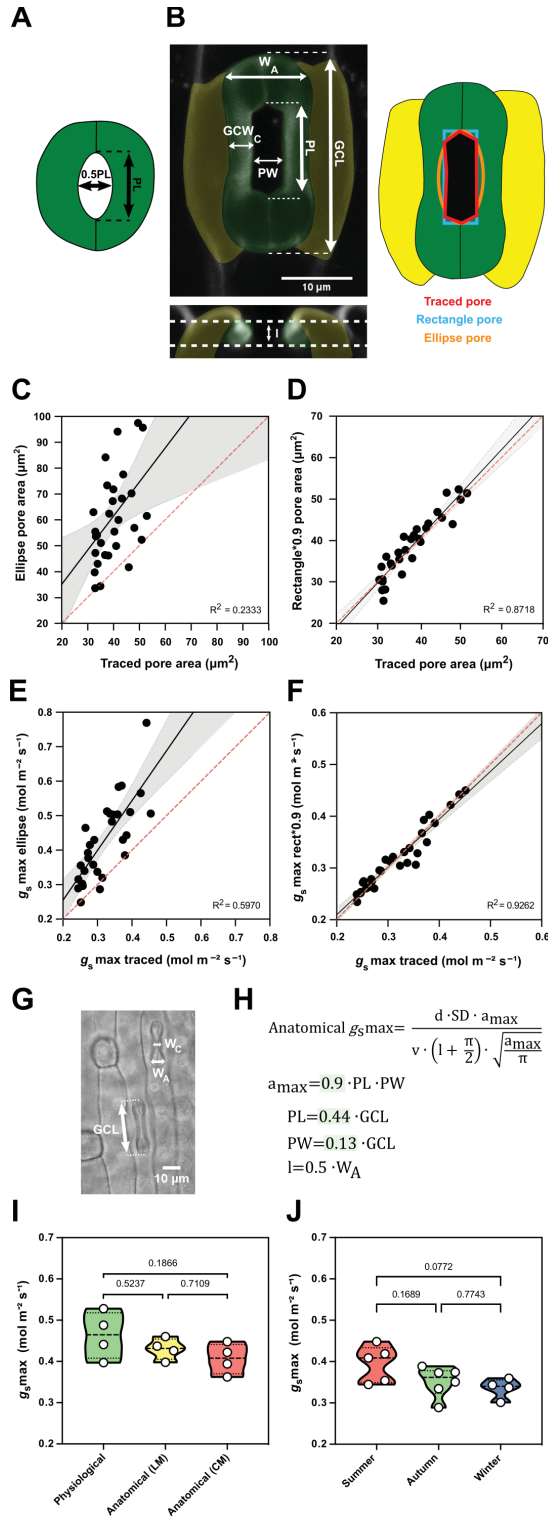 A
B
0.5PL
PL
W_A
GCW_C
PL
GCL
PW
10 µm
l
Traced pore
Rectangle pore
Ellipse pore
C
Ellipse pore area (µm²)
100
90
80
70
60
50
40
30
20
20 30 40 50 60 70 80 90 100
R² = 0.2333
Traced pore area (µm²)
D
Rectangle*0.9 pore area (µm²)
70
60
50
40
30
20
20 30 40 50 60 70
R² = 0.8718
Traced pore area (µm²)
E
g_s max ellipse (mol m⁻² s⁻¹)
0.8
0.7
0.6
0.5
0.4
0.3
0.2
0.2 0.3 0.4 0.5 0.6 0.7 0.8
R² = 0.5970
g_s max traced (mol m⁻² s⁻¹)
F
g_s max rect*0.9 (mol m⁻² s⁻¹)
0.6
0.5
0.4
0.3
0.2
0.2 0.3 0.4 0.5 0.6
R² = 0.9262
g_s max traced (mol m⁻² s⁻¹)
G
W_C
W_A
GCL
10 µm
H
Anatomical g_smax= d ·SD · a_max / v · (l + π/2) · √(a_max/π)
a_max=0.9 ·PL ·PW
PL=0.44 ·GCL
PW=0.13 ·GCL
l=0.5 ·W_A
I
g_smax (mol m⁻² s⁻¹)
0.7
0.6
0.5
0.4
0.3
0.2
0.1866
0.5237
0.7109
Physiological
Anatomical (LM)
Anatomical (CM)
J
g_smax (mol m⁻² s⁻¹)
0.7
0.6
0.5
0.4
0.3
0.2
0.0772
0.1689
0.7743
Summer
Autumn
Winter